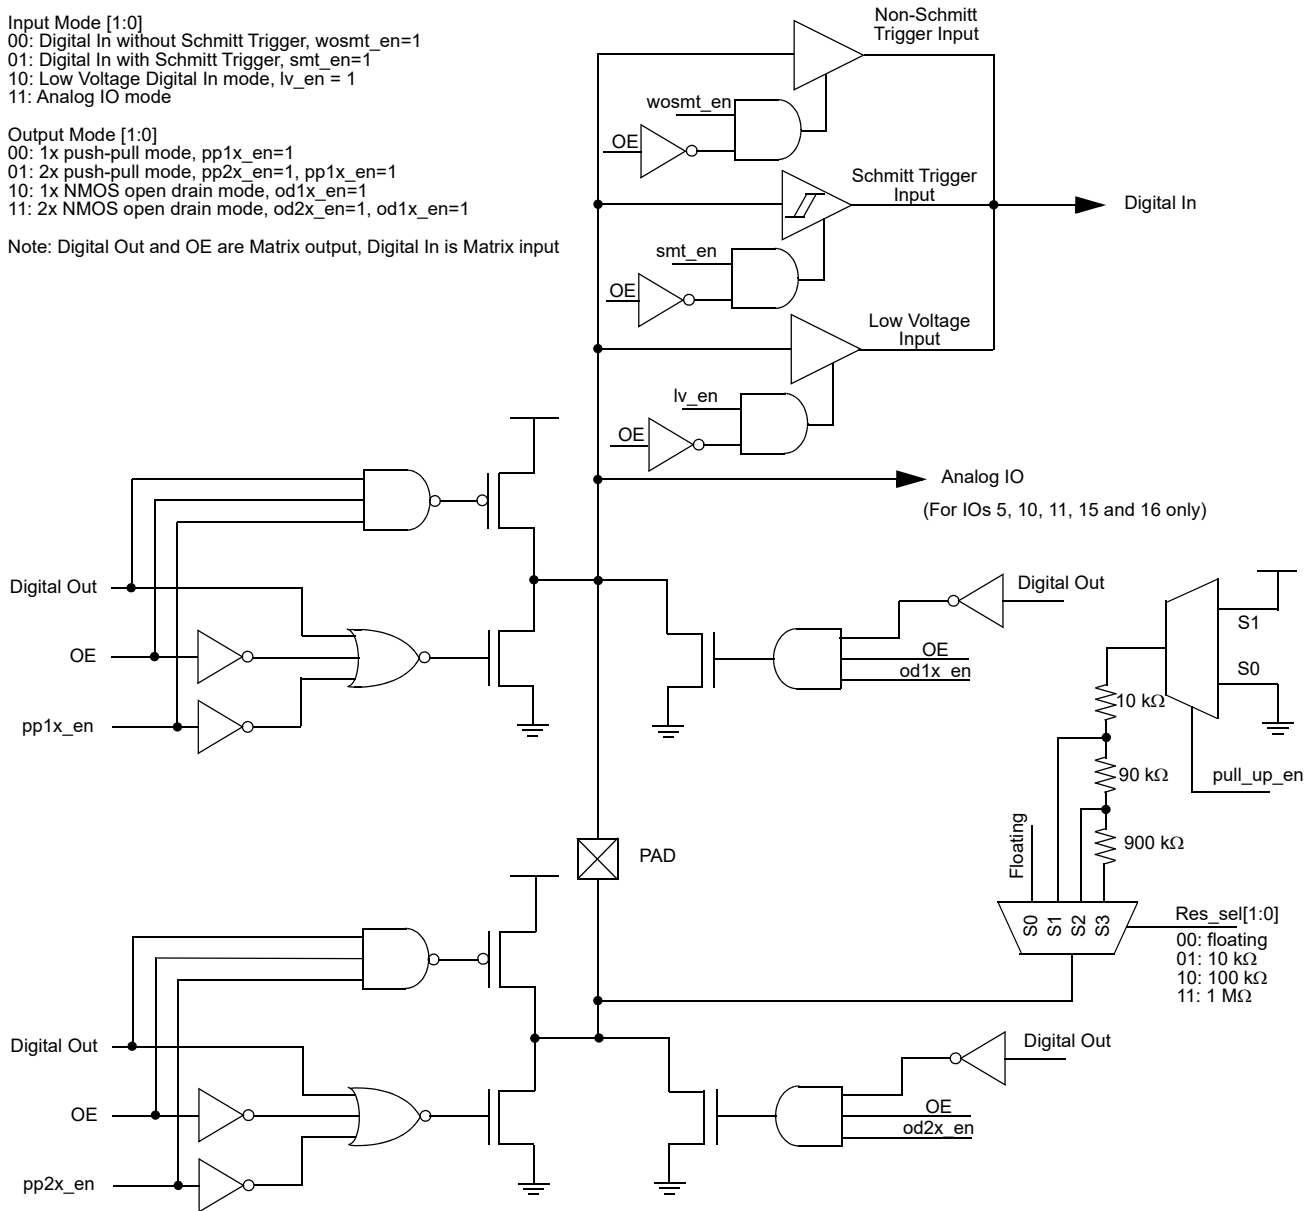 Input Mode [1:0]
00: Digital In without Schmitt Trigger, wosmt_en=1
01: Digital In with Schmitt Trigger, smt_en=1
10: Low Voltage Digital In mode, lv_en = 1
11: Analog IO mode
Output Mode [1:0]
00: 1x push-pull mode, pp1x_en=1
01: 2x push-pull mode, pp2x_en=1, pp1x_en=1
10: 1x NMOS open drain mode, od1x_en=1
11: 2x NMOS open drain mode, od2x_en=1, od1x_en=1
Note: Digital Out and OE are Matrix output, Digital In is Matrix input
Non-Schmitt
Trigger Input
wosmt_en
OE
Schmitt Trigger
Input
Digital In
smt_en
OE
Low Voltage
Input
lv_en
OE
Analog IO
(For IOs 5, 10, 11, 15 and 16 only)
Digital Out
OE
pp1x_en
Digital Out
OE
od1x_en
S1
S0
pull_up_en
10 kΩ
90 kΩ
900 kΩ
Floating
S0
S1
S2
S3
Res_sel[1:0]
00: floating
01: 10 kΩ
10: 100 kΩ
11: 1 MΩ
PAD
Digital Out
OE
pp2x_en
Digital Out
OE
od2x_en